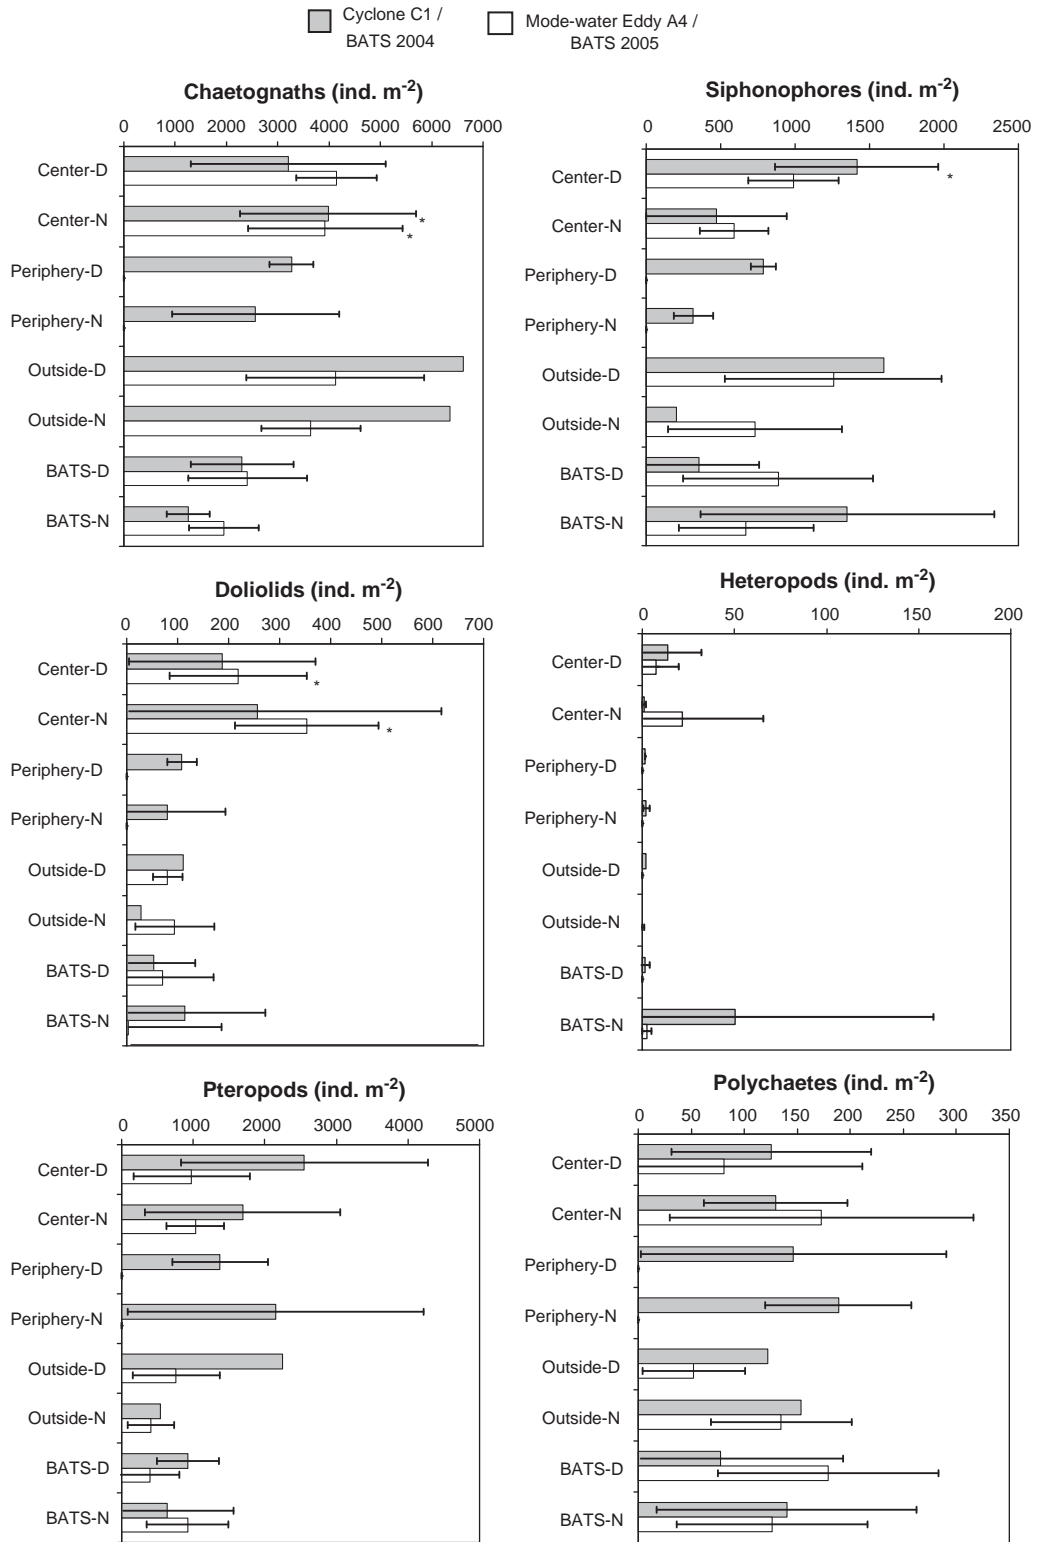 Cyclone C1 /
BATS 2004
Mode-water Eddy A4 /
BATS 2005
Chaetognaths (ind. m-2)
0 1000 2000 3000 4000 5000 6000 7000
Center-D
Center-N
*
*
Periphery-D
Periphery-N
Outside-D
Outside-N
BATS-D
BATS-N
Siphonophores (ind. m-2)
0 500 1000 1500 2000 2500
Center-D
*
Center-N
Periphery-D
Periphery-N
Outside-D
Outside-N
BATS-D
BATS-N
Doliolids (ind. m-2)
0 100 200 300 400 500 600 700
Center-D
*
Center-N
*
Periphery-D
Periphery-N
Outside-D
Outside-N
BATS-D
BATS-N
Heteropods (ind. m-2)
0 50 100 150 200
Center-D
Center-N
Periphery-D
Periphery-N
Outside-D
Outside-N
BATS-D
BATS-N
Pteropods (ind. m-2)
0 1000 2000 3000 4000 5000
Center-D
Center-N
Periphery-D
Periphery-N
Outside-D
Outside-N
BATS-D
BATS-N
Polychaetes (ind. m-2)
0 50 100 150 200 250 300 350
Center-D
Center-N
Periphery-D
Periphery-N
Outside-D
Outside-N
BATS-D
BATS-N